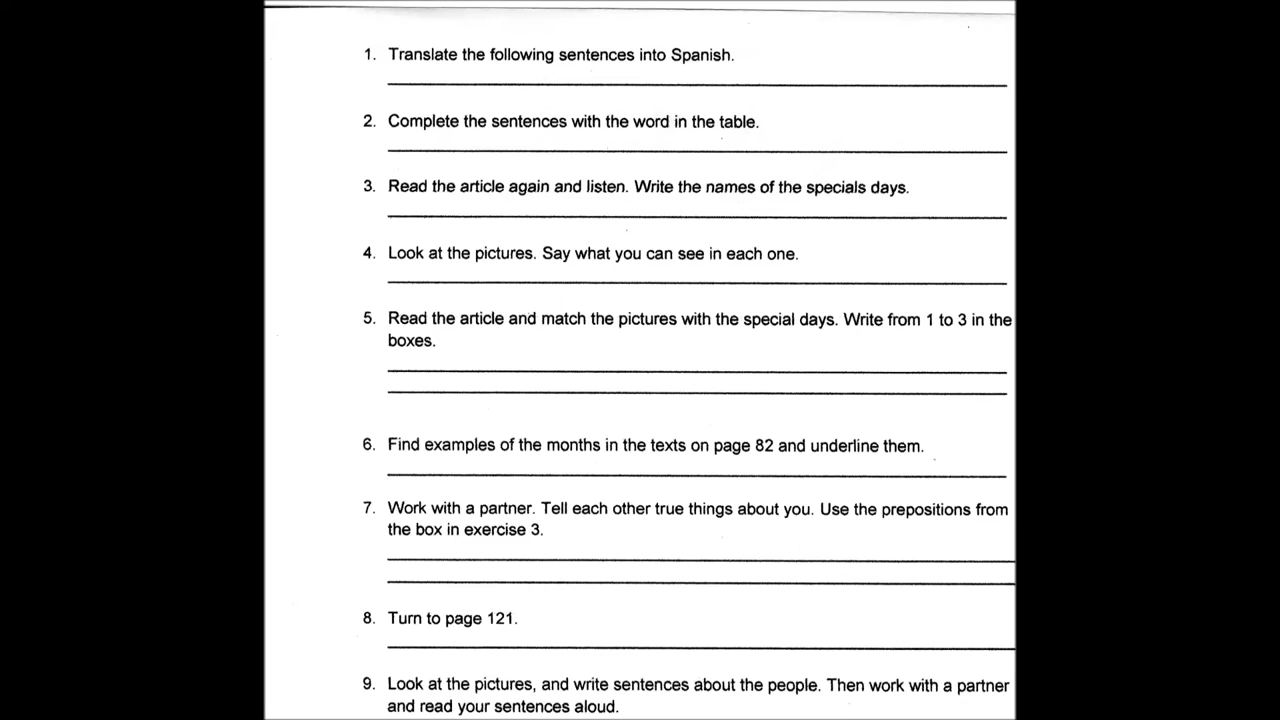 1. Translate the following sentences into Spanish.
2. Complete the sentences with the word in the table.
3. Read the article again and listen. Write the names of the specials days.
4. Look at the pictures. Say what you can see in each one.
5. Read the article and match the pictures with the special days. Write from 1 to 3 in the
boxes.
6. Find examples of the months in the texts on page 82 and underline them.
7. Work with a partner. Tell each other true things about you. Use the prepositions from
the box in exercise 3.
8. Turn to page 121.
9. Look at the pictures, and write sentences about the people. Then work with a partner
and read your sentences aloud.